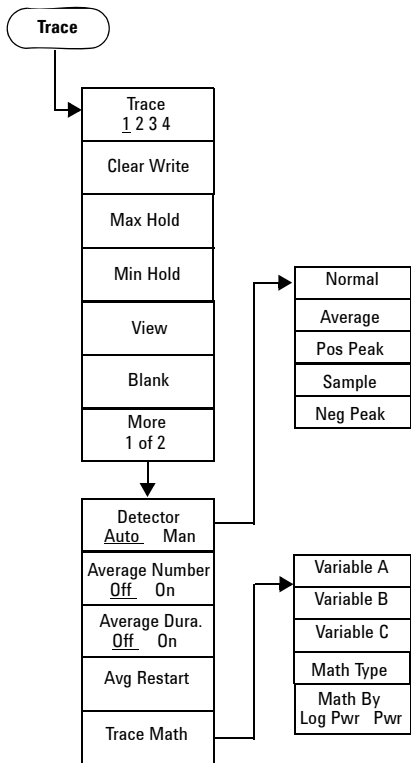 Trace
Trace
1 2 3 4
Clear Write
Max Hold
Min Hold
View
Blank
More
1 of 2
Normal
Average
Pos Peak
Sample
Neg Peak
Detector
Auto Man
Average Number
Off On
Average Dura.
Off On
Avg Restart
Trace Math
Variable A
Variable B
Variable C
Math Type
Math By
Log Pwr Pwr